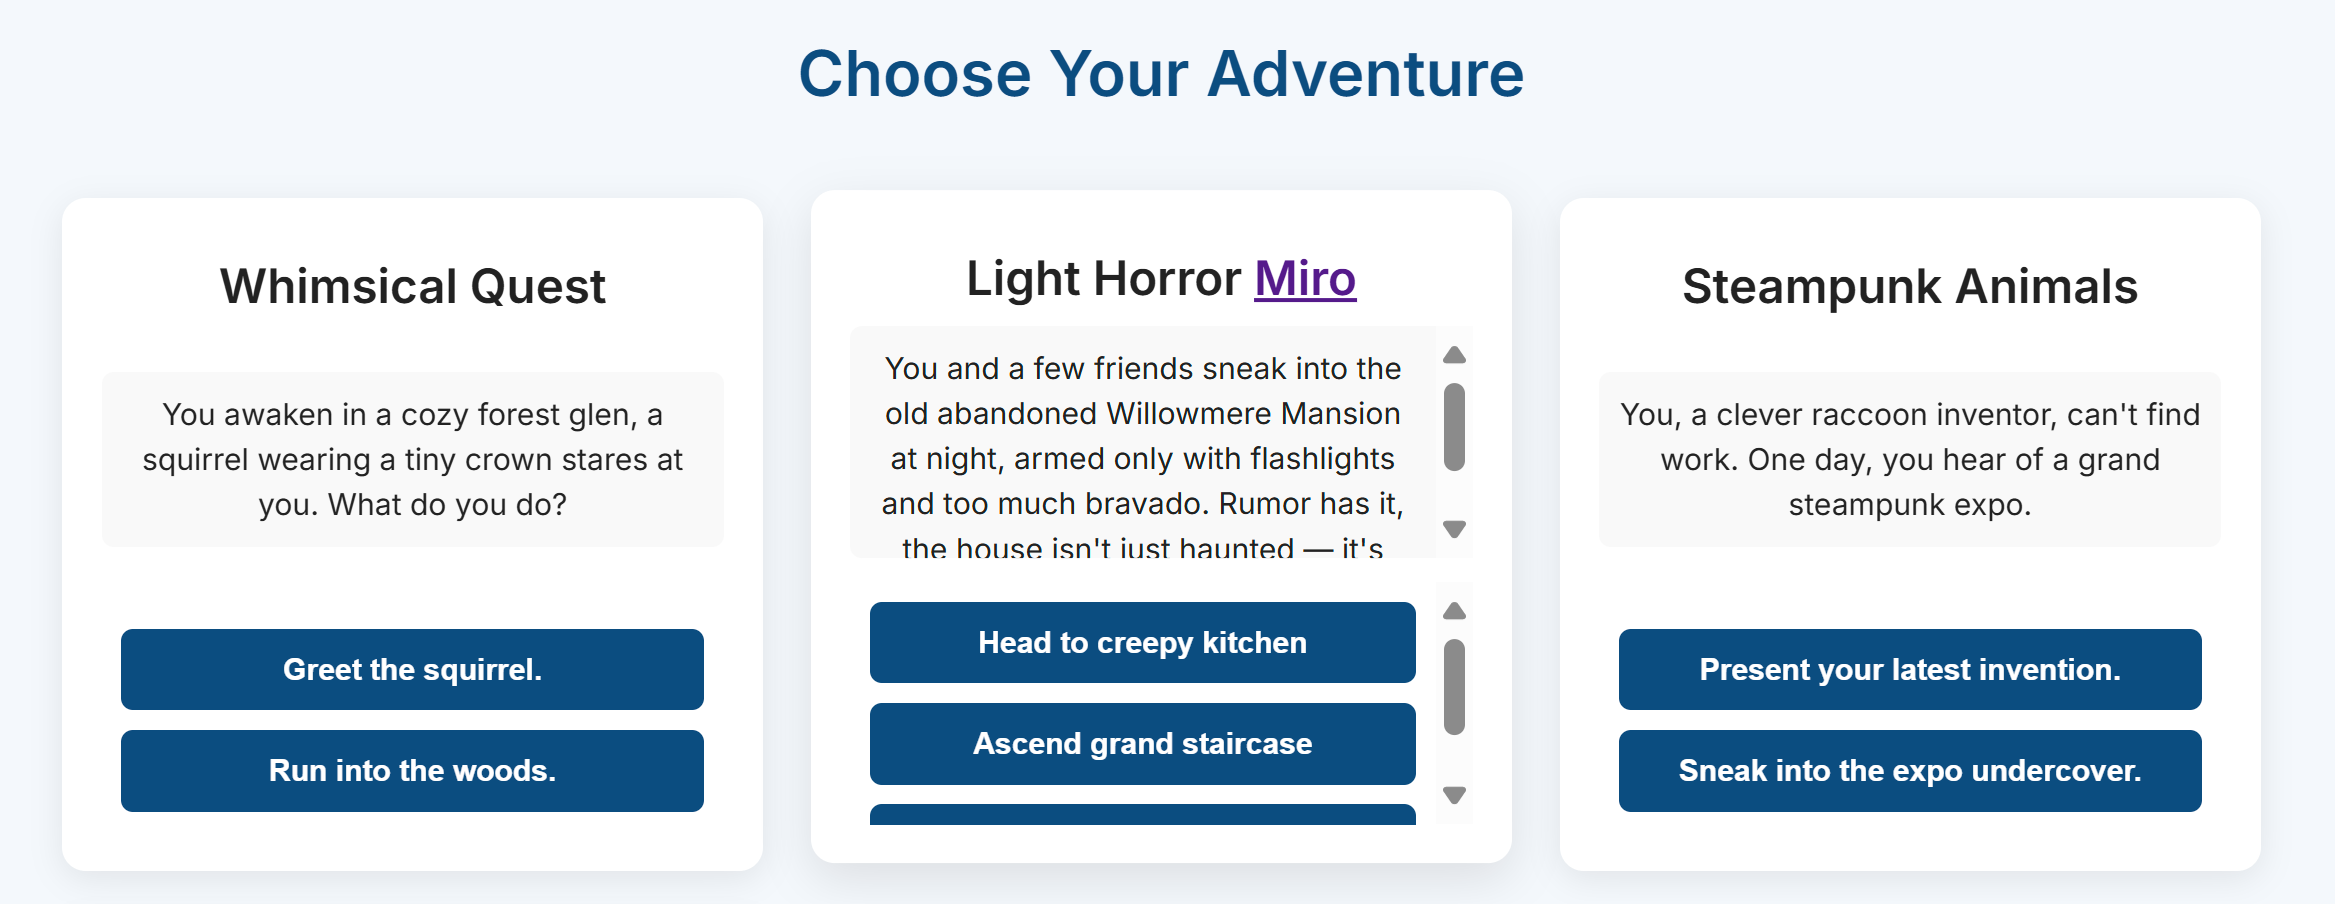 Choose Your Adventure
Whimsical Quest
You awaken in a cozy forest glen, a
squirrel wearing a tiny crown stares at
you. What do you do?
Greet the squirrel.
Run into the woods.
Light Horror Miro
You and a few friends sneak into the
old abandoned Willowmere Mansion
at night, armed only with flashlights
and too much bravado. Rumor has it,
the house isn't just haunted — it's
Head to creepy kitchen
Ascend grand staircase
Steampunk Animals
You, a clever raccoon inventor, can't find
work. One day, you hear of a grand
steampunk expo.
Present your latest invention.
Sneak into the expo undercover.